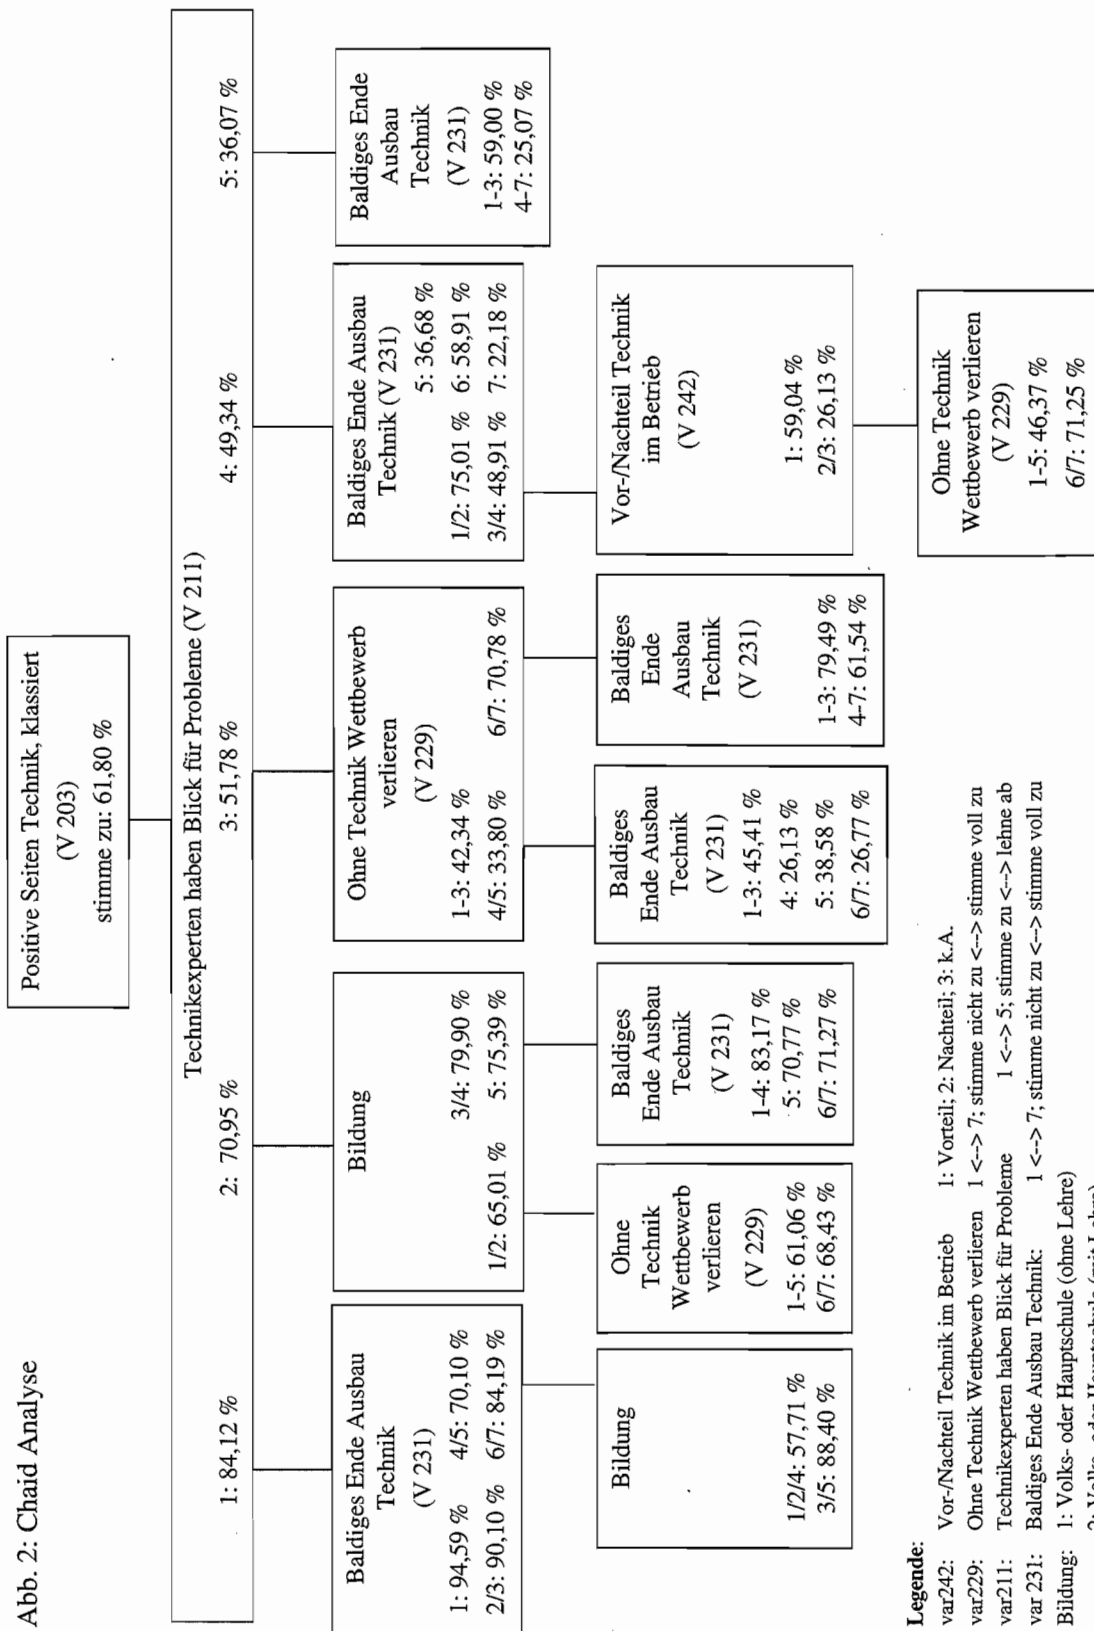 Abb. 2: Chaid Analyse
Positive Seiten Technik, klassiert
(V 203)
stimme zu: 61,80 %
Technikexperten haben Blick für Probleme (V 211)
1: 84,12 %
2: 70,95 %
3: 51,78 %
4: 49,34 %
5: 36,07 %
Baldiges Ende Ausbau
Technik
(V 231)
1: 94,59 % 4/5: 70,10 %
2/3: 90,10 % 6/7: 84,19 %
Bildung
3/4: 79,90 %
1/2: 65,01 % 5: 75,39 %
Ohne Technik Wettbewerb
verlieren
(V 229)
1-3: 42,34 %
4/5: 33,80 % 6/7: 70,78 %
Baldiges Ende Ausbau
Technik (V 231)
5: 36,68 %
1/2: 75,01 % 6: 58,91 %
3/4: 48,91 % 7: 22,18 %
Baldiges Ende
Ausbau
Technik
(V 231)
1-3: 59,00 %
4-7: 25,07 %
Bildung
1/2/4: 57,71 %
3/5: 88,40 %
Ohne
Technik
Wettbewerb
verlieren
(V 229)
1-5: 61,06 %
6/7: 68,43 %
Baldiges
Ende Ausbau
Technik
(V 231)
1-4: 83,17 %
5: 70,77 %
6/7: 71,27 %
Baldiges
Ende Ausbau
Technik
(V 231)
1-3: 45,41 %
4: 26,13 %
5: 38,58 %
6/7: 26,77 %
Baldiges
Ende
Ausbau
Technik
(V 231)
1-3: 79,49 %
4-7: 61,54 %
Vor-/Nachteil Technik
im Betrieb
(V 242)
1: 59,04 %
2/3: 26,13 %
Ohne Technik
Wettbewerb verlieren
(V 229)
1-5: 46,37 %
6/7: 71,25 %
Legende:
var242: Vor-/Nachteil Technik im Betrieb 1: Vorteil; 2: Nachteil; 3: k.A.
var229: Ohne Technik Wettbewerb verlieren 1 <--> 7; stimme nicht zu <--> stimme voll zu
var211: Technikexperten haben Blick für Probleme 1 <--> 5; stimme zu <--> lehne ab
var 231: Baldiges Ende Ausbau Technik: 1 <--> 7; stimme nicht zu <--> stimme voll zu
Bildung: 1: Volks- oder Hauptschule (ohne Lehre)